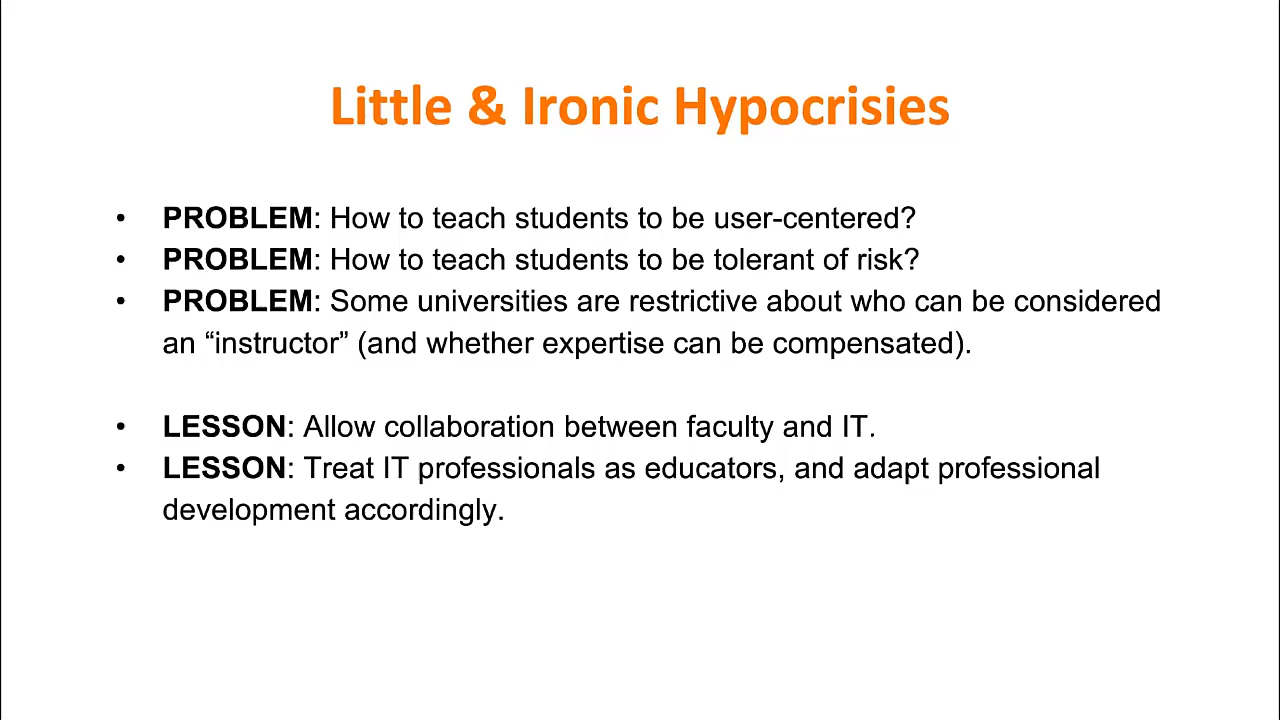 Little & Ironic Hypocrisies
• PROBLEM: How to teach students to be user-centered?
• PROBLEM: How to teach students to be tolerant of risk?
• PROBLEM: Some universities are restrictive about who can be considered
an “instructor” (and whether expertise can be compensated).
• LESSON: Allow collaboration between faculty and IT.
• LESSON: Treat IT professionals as educators, and adapt professional
development accordingly.